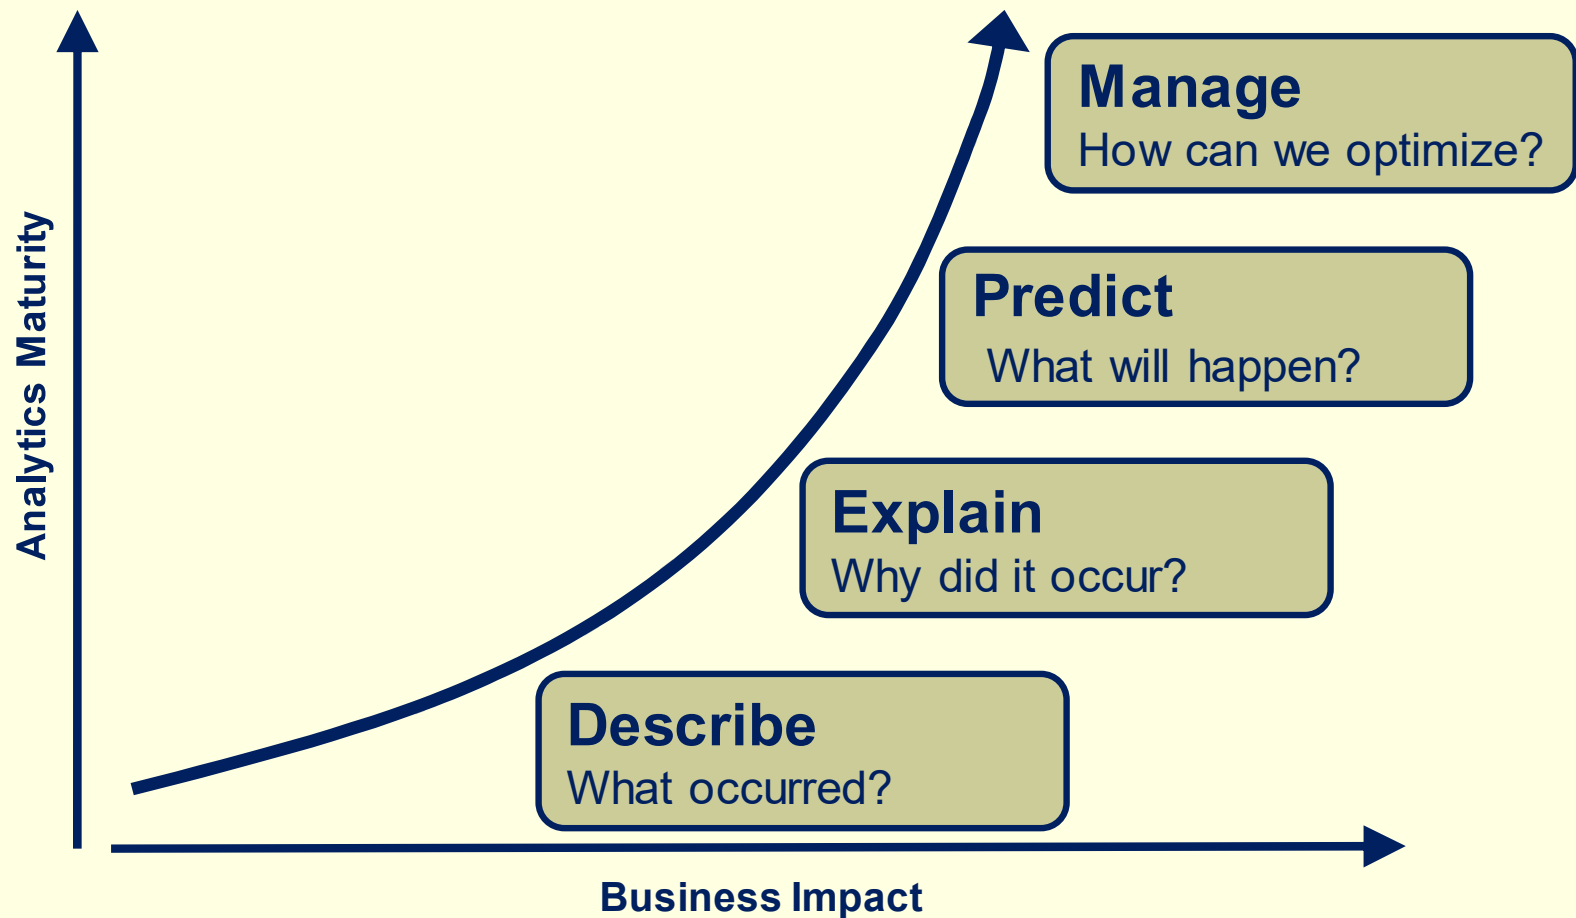 Manage
How can we optimize?
Predict
What will happen?
Explain
Why did it occur?
Describe
What occurred?
Analytics Maturity
Business Impact